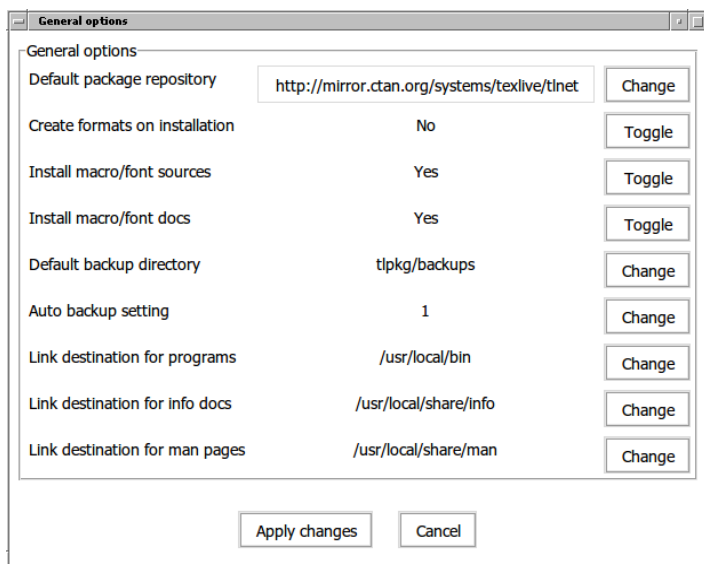 General options
General options
Default package repository http://mirror.ctan.org/systems/texlive/tlnet Change
Create formats on installation No Toggle
Install macro/font sources Yes Toggle
Install macro/font docs Yes Toggle
Default backup directory tlpkg/backups Change
Auto backup setting 1 Change
Link destination for programs /usr/local/bin Change
Link destination for info docs /usr/local/share/info Change
Link destination for man pages /usr/local/share/man Change
Apply changes Cancel